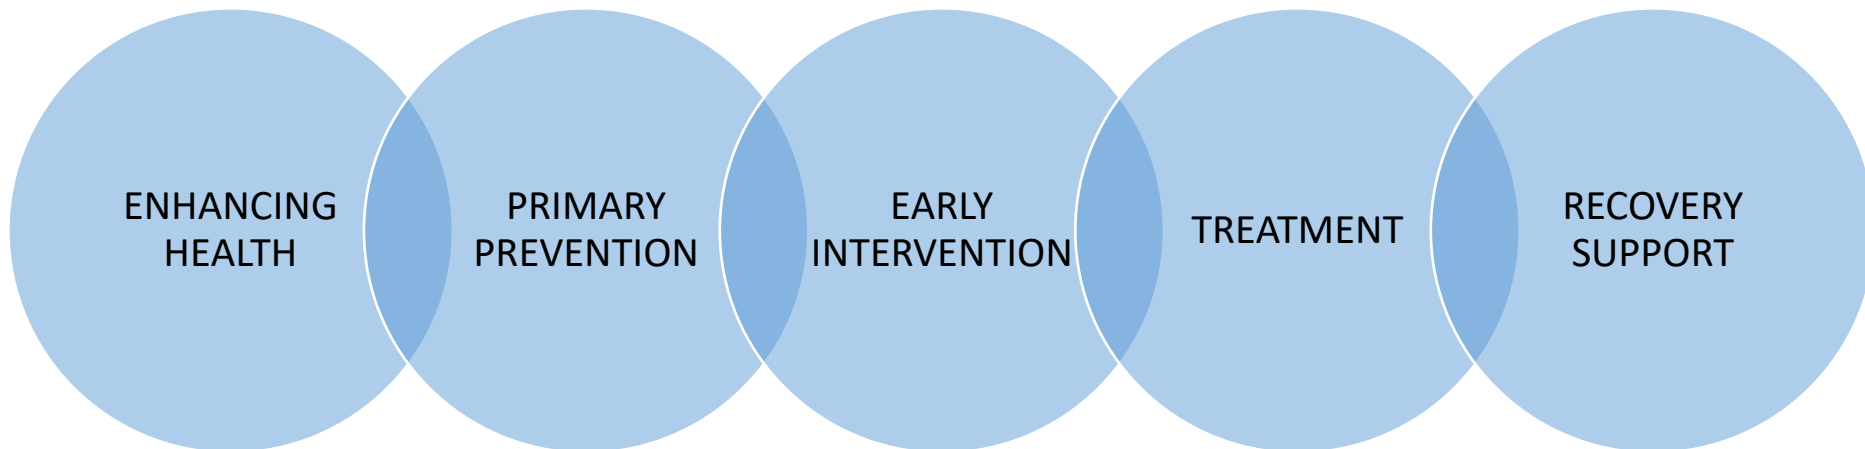 ENHANCING
HEALTH
PRIMARY
PREVENTION
EARLY
INTERVENTION
TREATMENT
RECOVERY
SUPPORT